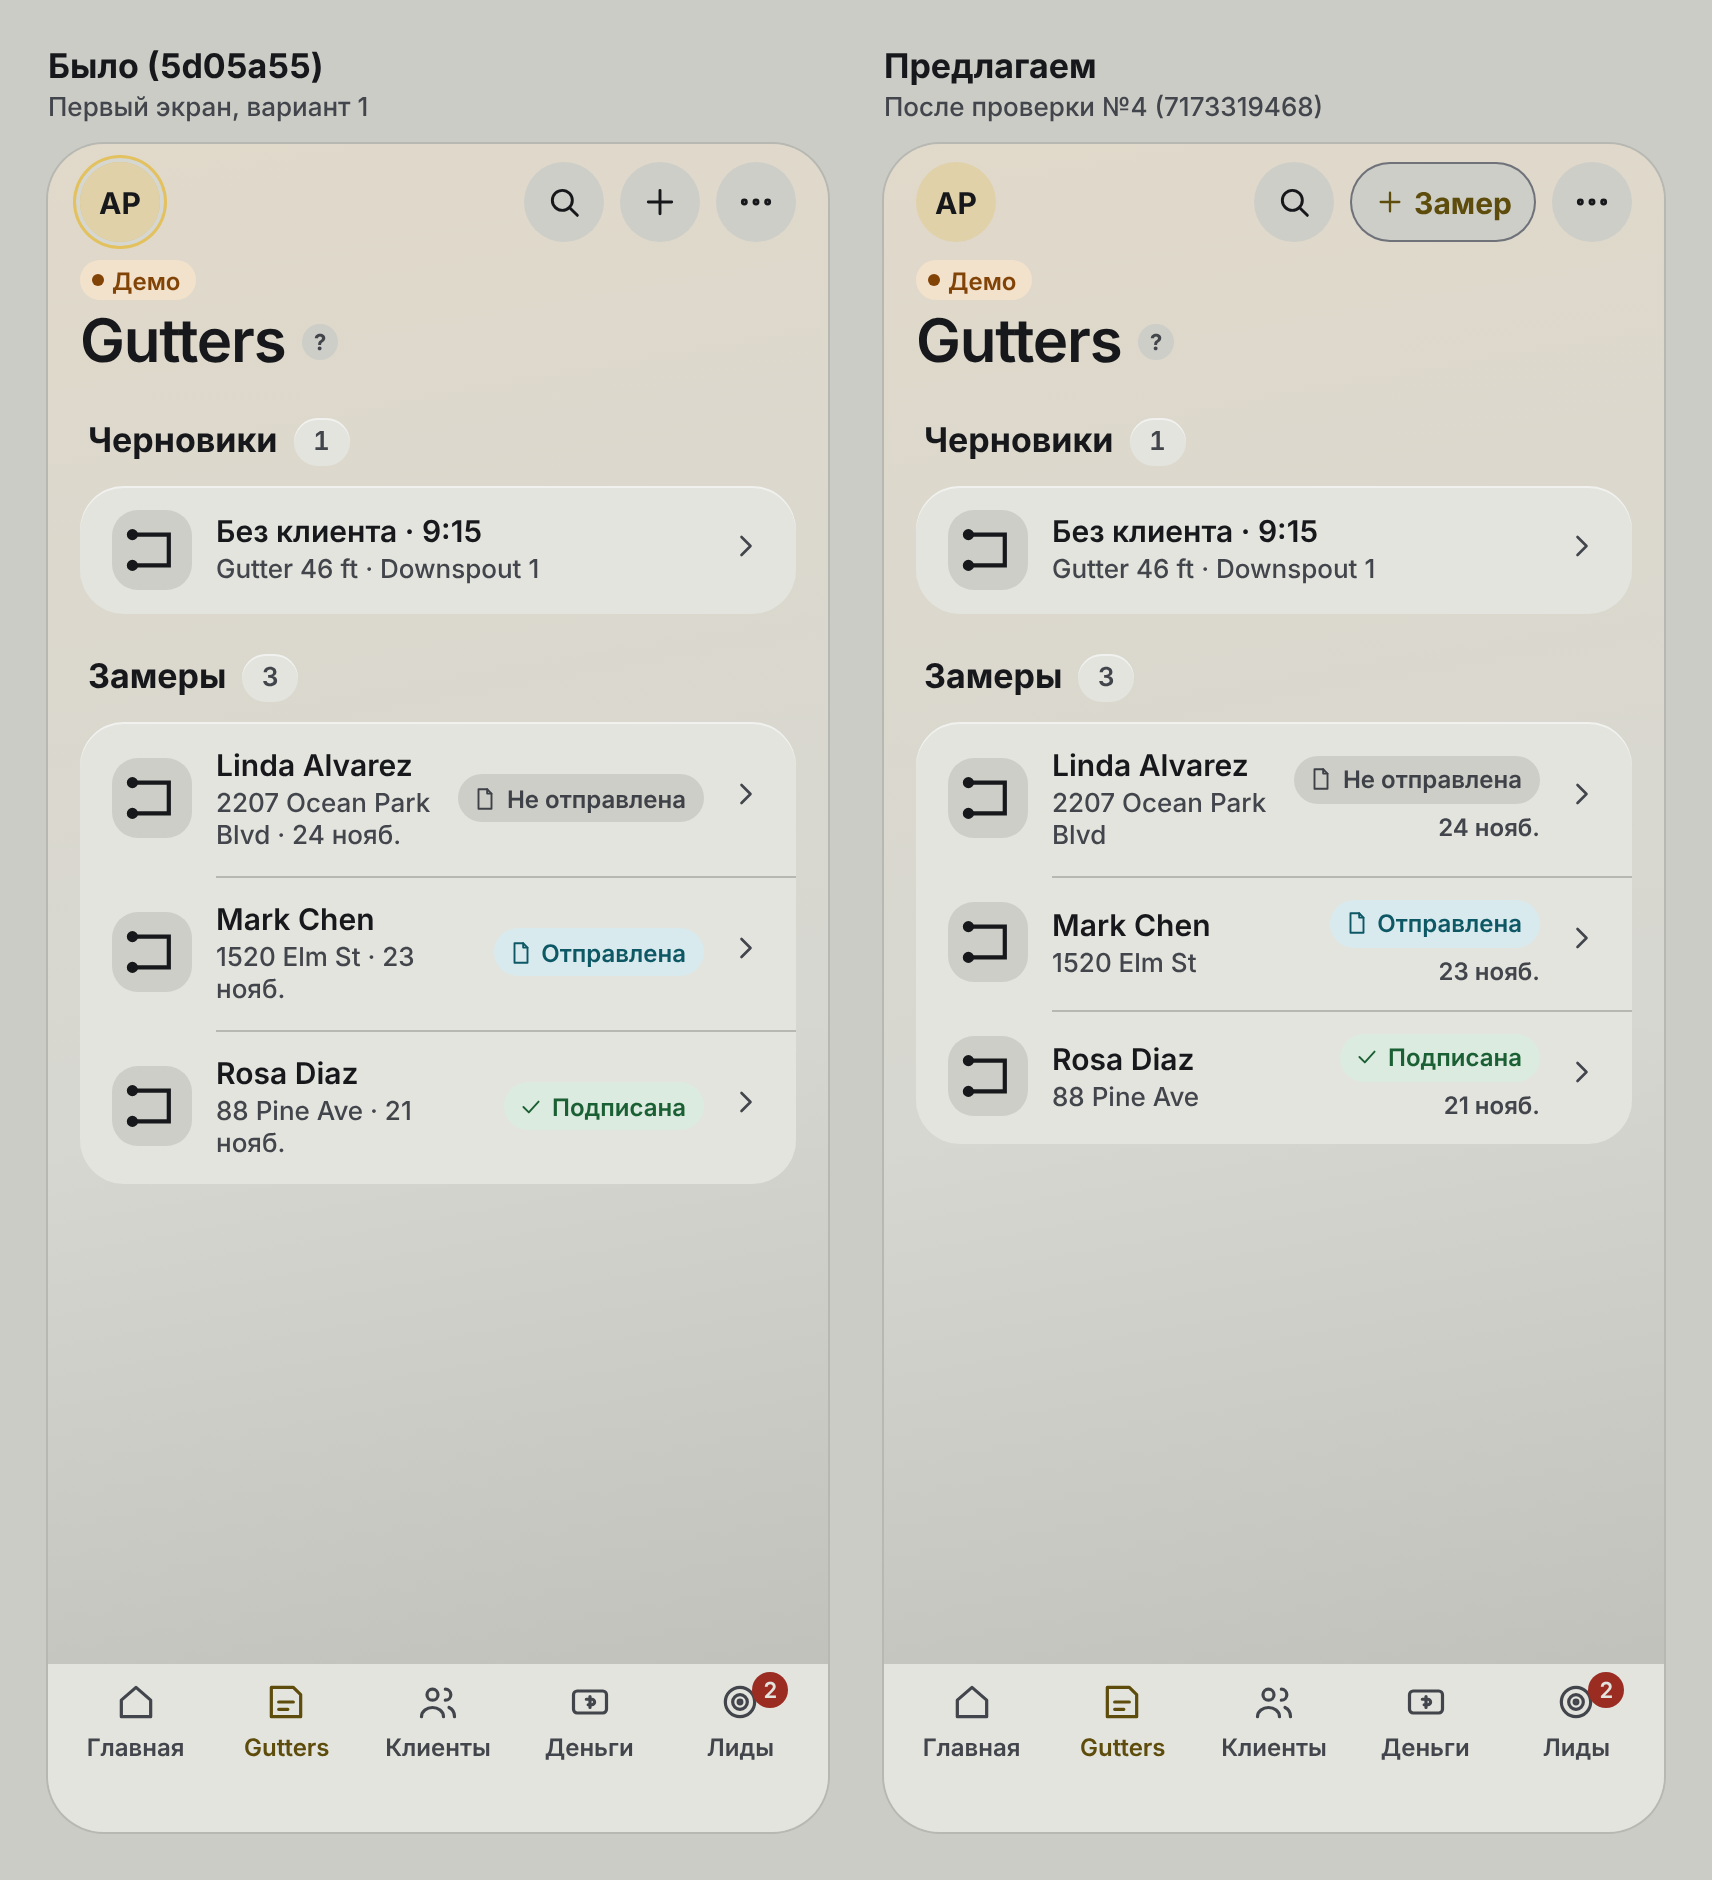 Было (5d05a55)
Первый экран, вариант 1
AP
Демо
Gutters ?
Черновики 1
Без клиента · 9:15
Gutter 46 ft · Downspout 1
Замеры 3
Linda Alvarez
2207 Ocean Park
Blvd · 24 нояб.
Не отправлена
Mark Chen
1520 Elm St · 23
нояб.
Отправлена
Rosa Diaz
88 Pine Ave · 21
нояб.
Подписана
2
Главная Gutters Клиенты Деньги Лиды
Предлагаем
После проверки №4 (7173319468)
AP
+ Замер
Демо
Gutters ?
Черновики 1
Без клиента · 9:15
Gutter 46 ft · Downspout 1
Замеры 3
Linda Alvarez
2207 Ocean Park
Blvd
Не отправлена
24 нояб.
Mark Chen
1520 Elm St
Отправлена
23 нояб.
Rosa Diaz
88 Pine Ave
Подписана
21 нояб.
2
Главная Gutters Клиенты Деньги Лиды